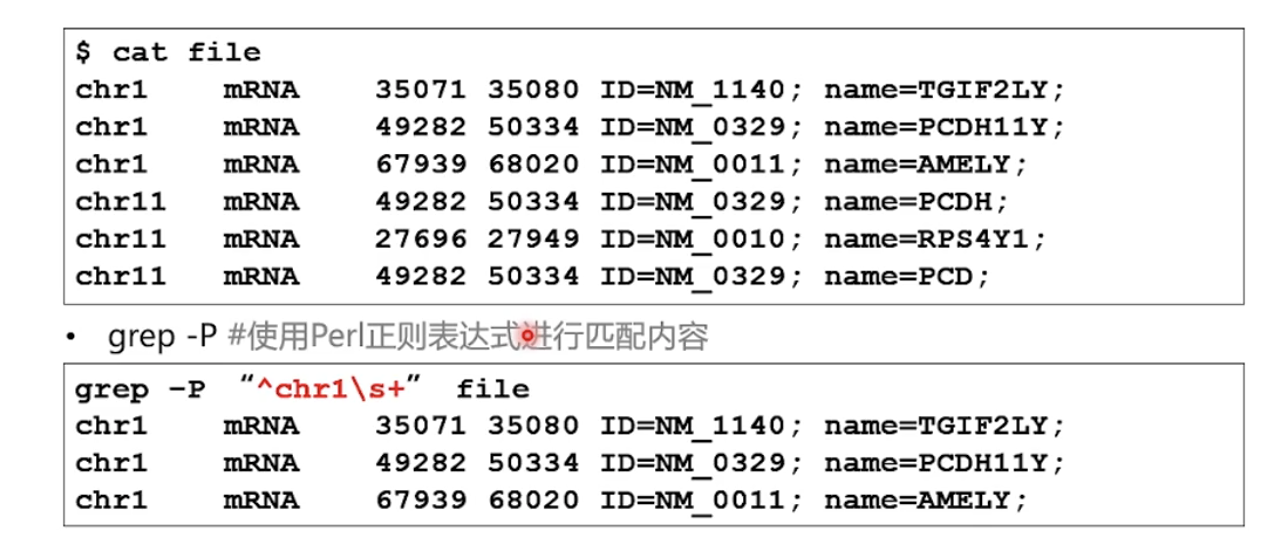 $ cat file
chr1 mRNA 35071 35080 ID=NM_1140; name=TGIF2LY;
chr1 mRNA 49282 50334 ID=NM_0329; name=PCDH11Y;
chr1 mRNA 67939 68020 ID=NM_0011; name=AMELY;
chr11 mRNA 49282 50334 ID=NM_0329; name=PCDH;
chr11 mRNA 27696 27949 ID=NM_0010; name=RPS4Y1;
chr11 mRNA 49282 50334 ID=NM_0329; name=PCD;
• grep -P #使用Perl正则表达式进行匹配内容
grep –P “^chr1\s+” file
chr1 mRNA 35071 35080 ID=NM_1140; name=TGIF2LY;
chr1 mRNA 49282 50334 ID=NM_0329; name=PCDH11Y;
chr1 mRNA 67939 68020 ID=NM_0011; name=AMELY;